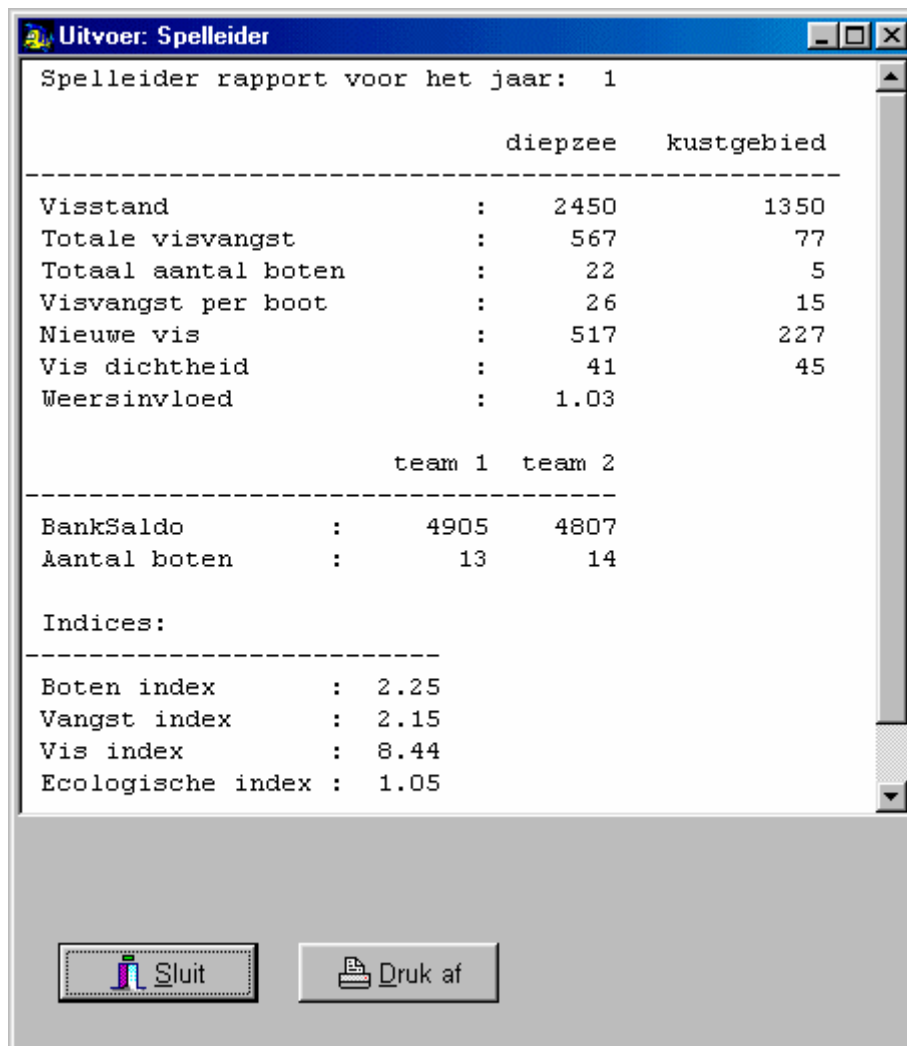 Uitvoer: Spelleider
Spelleider rapport voor het jaar: 1
diepzee kustgebied
---------------------------------------------------
Visstand : 2450 1350
Totale visvangst : 567 77
Totaal aantal boten : 22 5
Visvangst per boot : 26 15
Nieuwe vis : 517 227
Vis dichtheid : 41 45
Weersinvloed : 1.03
team 1 team 2
-------------------------------------
BankSaldo : 4905 4807
Aantal boten : 13 14
Indices:
--------------------------
Boten index : 2.25
Vangst index : 2.15
Vis index : 8.44
Ecologische index : 1.05
Sluit Druk af